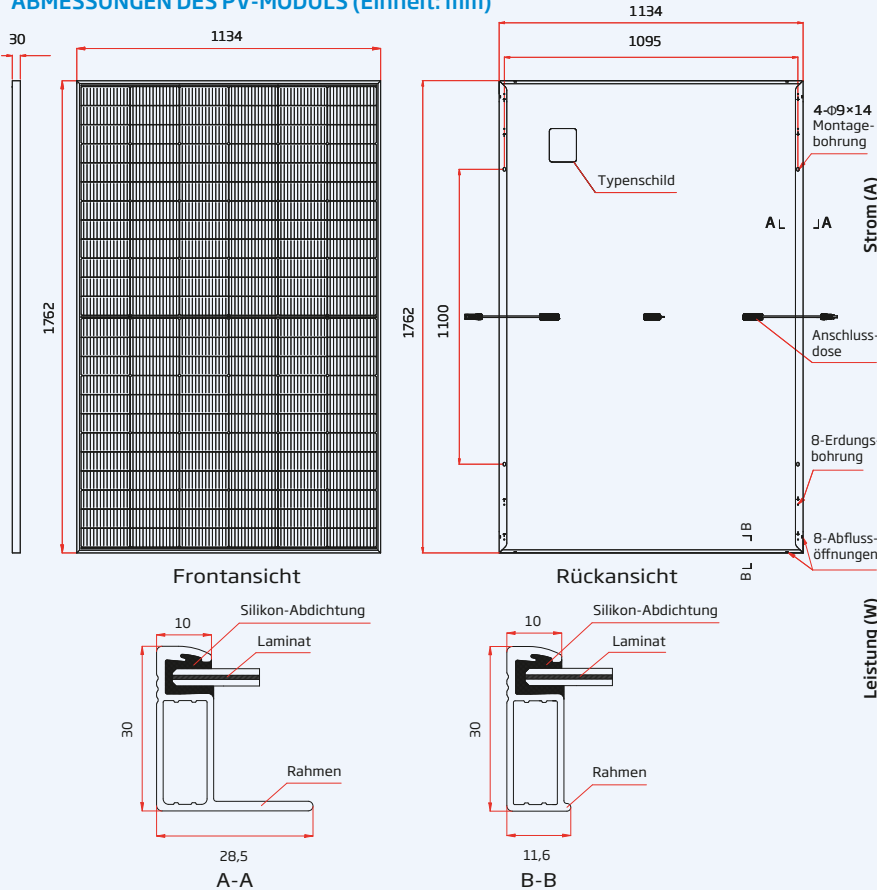 ABMESSUNGEN DES PV-MODULS (Einheit: mm)
30
1134
1762
Frontansicht
1134
1095
1762
1100
4-Φ9×14
Montage-
bohrung
Typenschild
A
A
Anschluss-
dose
8-Erdungs-
bohrung
8-Abfluss-
öffnungen
B
B
Rückansicht
Strom (A)
Leistung (W)
10
Silikon-Abdichtung
Laminat
30
Rahmen
28,5
A-A
10
Silikon-Abdichtung
Laminat
30
Rahmen
11,6
B-B